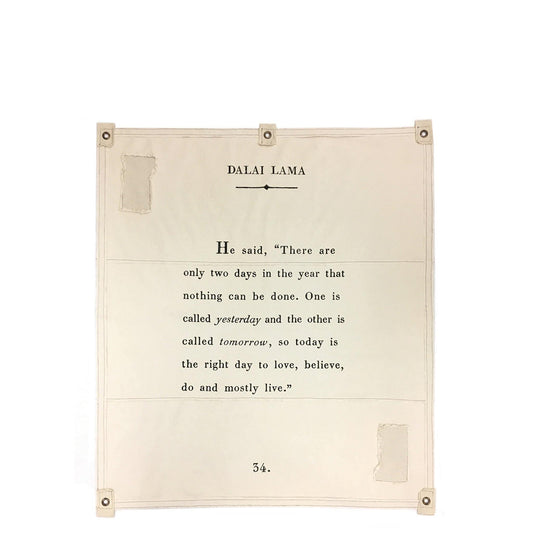 DALAI LAMA
He said, “There are
only two days in the year that
nothing can be done. One is
called yesterday and the other is
called tomorrow, so today is
the right day to love, believe,
do and mostly live.”
34.